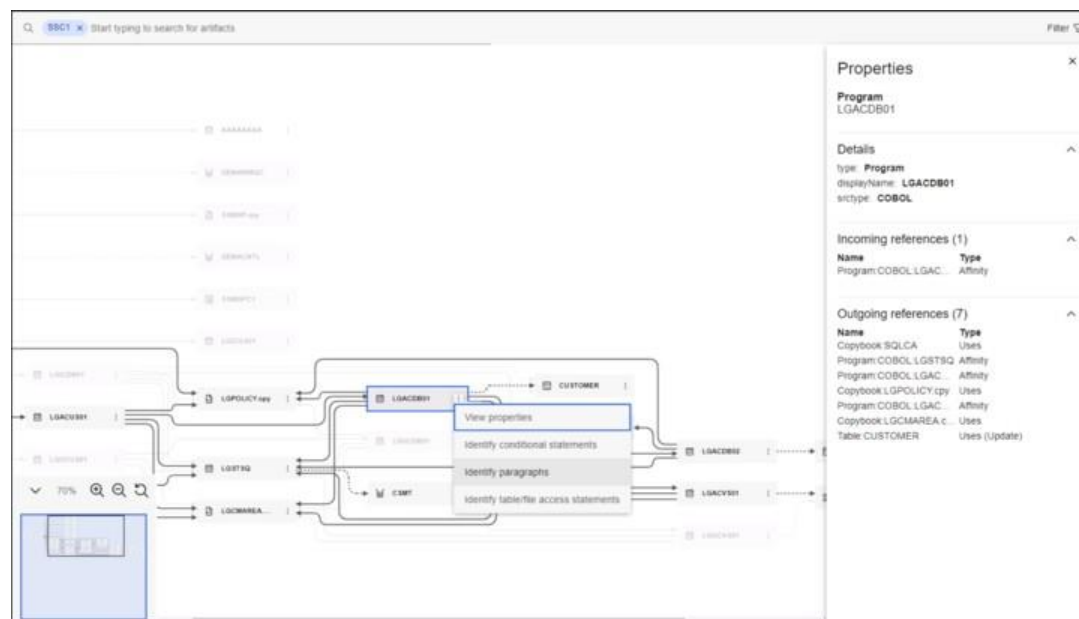 SSC1 × Start typing to search for artifacts
Filter
Properties
Program
LGACDB01
Details
type: Program
displayName: LGACDB01
srctype: COBOL
Incoming references (1)
Name Type
Program:COBOL:LGAC... Affinity
Outgoing references (7)
Name Type
Copybook:SQLCA Uses
Program:COBOL:LGSTSQ Affinity
Program:COBOL:LGAC... Affinity
Copybook:LGPOLICY.cpy Uses
Program:COBOL:LGAC... Affinity
Copybook:LGCMAREA.c... Uses
Table:CUSTOMER Uses (Update)
CUSTOMER
LGPOLICY.cpy
LGACDB01
LGACUS01
View properties
Identify conditional statements
Identify paragraphs
Identify table/file access statements
LGACDB02
LGSTSQ
CSMT
LGACVS01
LGCMAREA...
70%